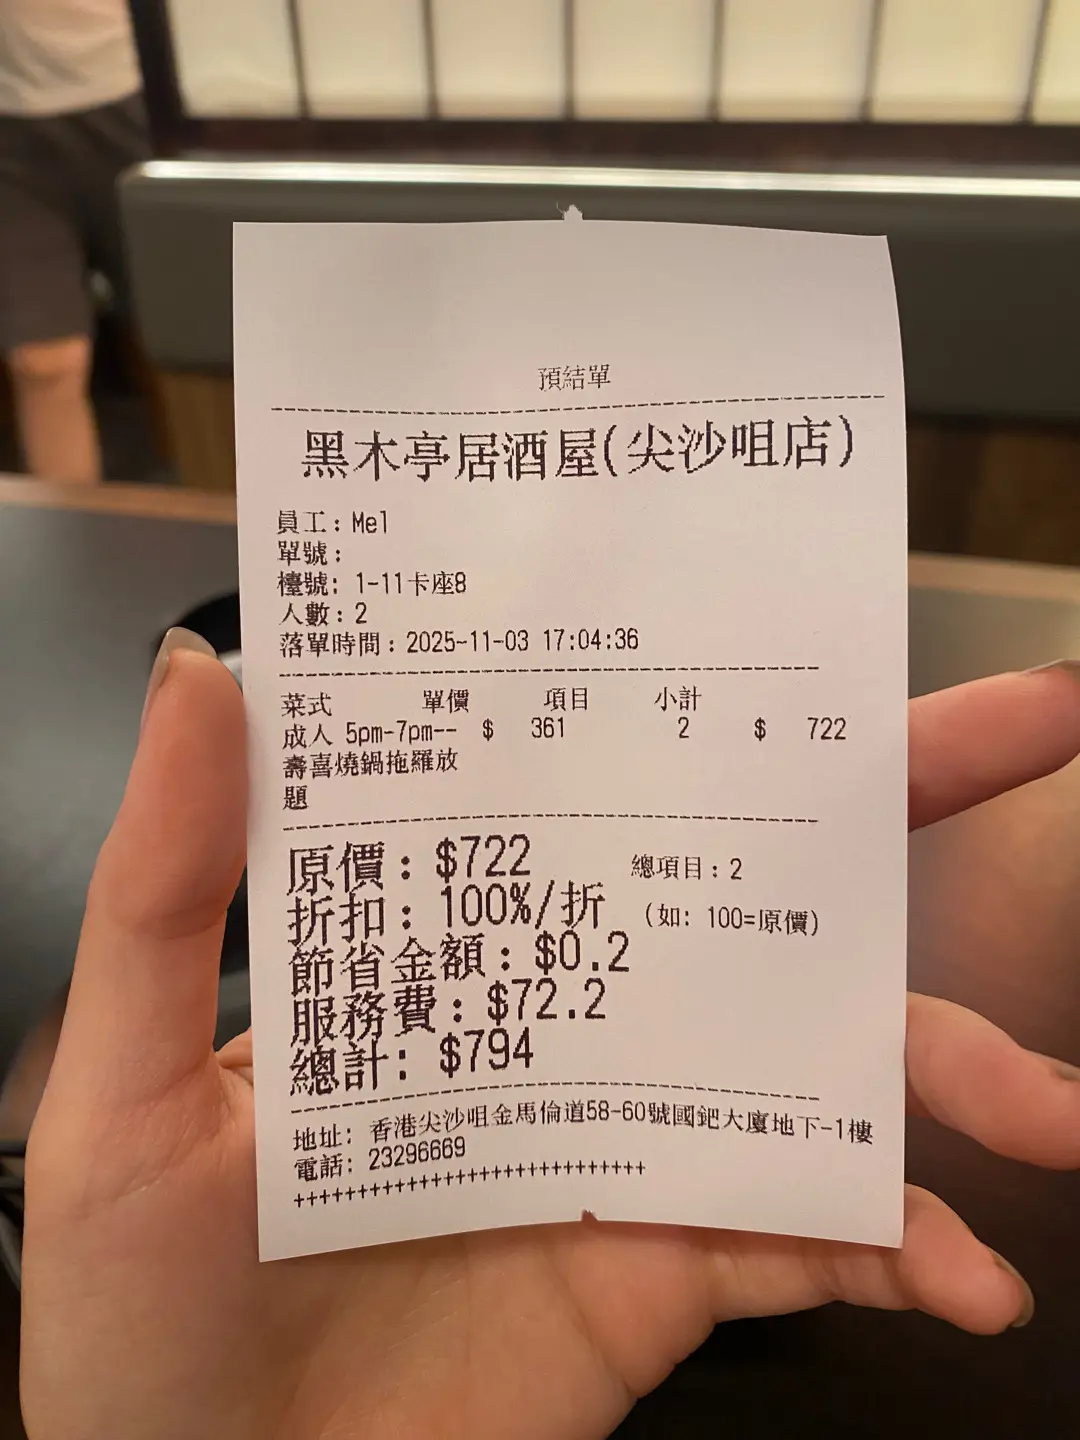 預結單
黑木亭居酒屋(尖沙咀店)
員工: Mel
單號:
檯號: 1-11卡座8
人數: 2
落單時間: 2025-11-03 17:04:36
菜式 單價 項目 小計
成人 5pm-7pm-- $ 361 2 $ 722
壽喜燒鍋拖羅放
題
原價: $722 總項目: 2
折扣: 100%/折 (如: 100=原價)
節省金額: $0.2
服務費: $72.2
總計: $794
地址: 香港尖沙咀金馬倫道58-60號國鈀大廈地下-1樓
電話: 23296669
+++++++++++++++++++++++++++++